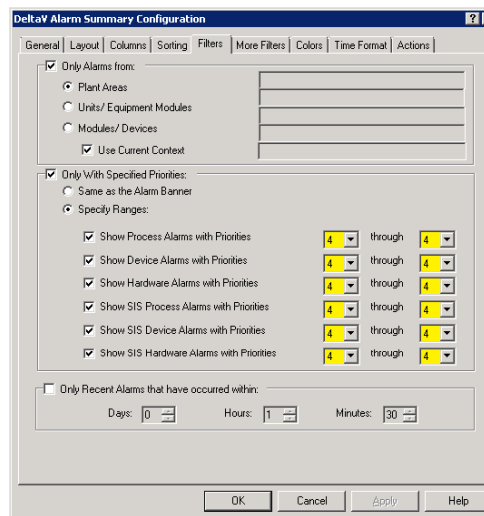 DeltaV Alarm Summary Configuration ?
General Layout Columns Sorting Filters More Filters Colors Time Format Actions
Only Alarms from:
Plant Areas
Units/ Equipment Modules
Modules/ Devices
Use Current Context
Only With Specified Priorities:
Same as the Alarm Banner
Specify Ranges:
Show Process Alarms with Priorities 4 through 4
Show Device Alarms with Priorities 4 through 4
Show Hardware Alarms with Priorities 4 through 4
Show SIS Process Alarms with Priorities 4 through 4
Show SIS Device Alarms with Priorities 4 through 4
Show SIS Hardware Alarms with Priorities 4 through 4
Only Recent Alarms that have occurred within:
Days: 0 Hours: 1 Minutes: 30
OK Cancel Apply Help